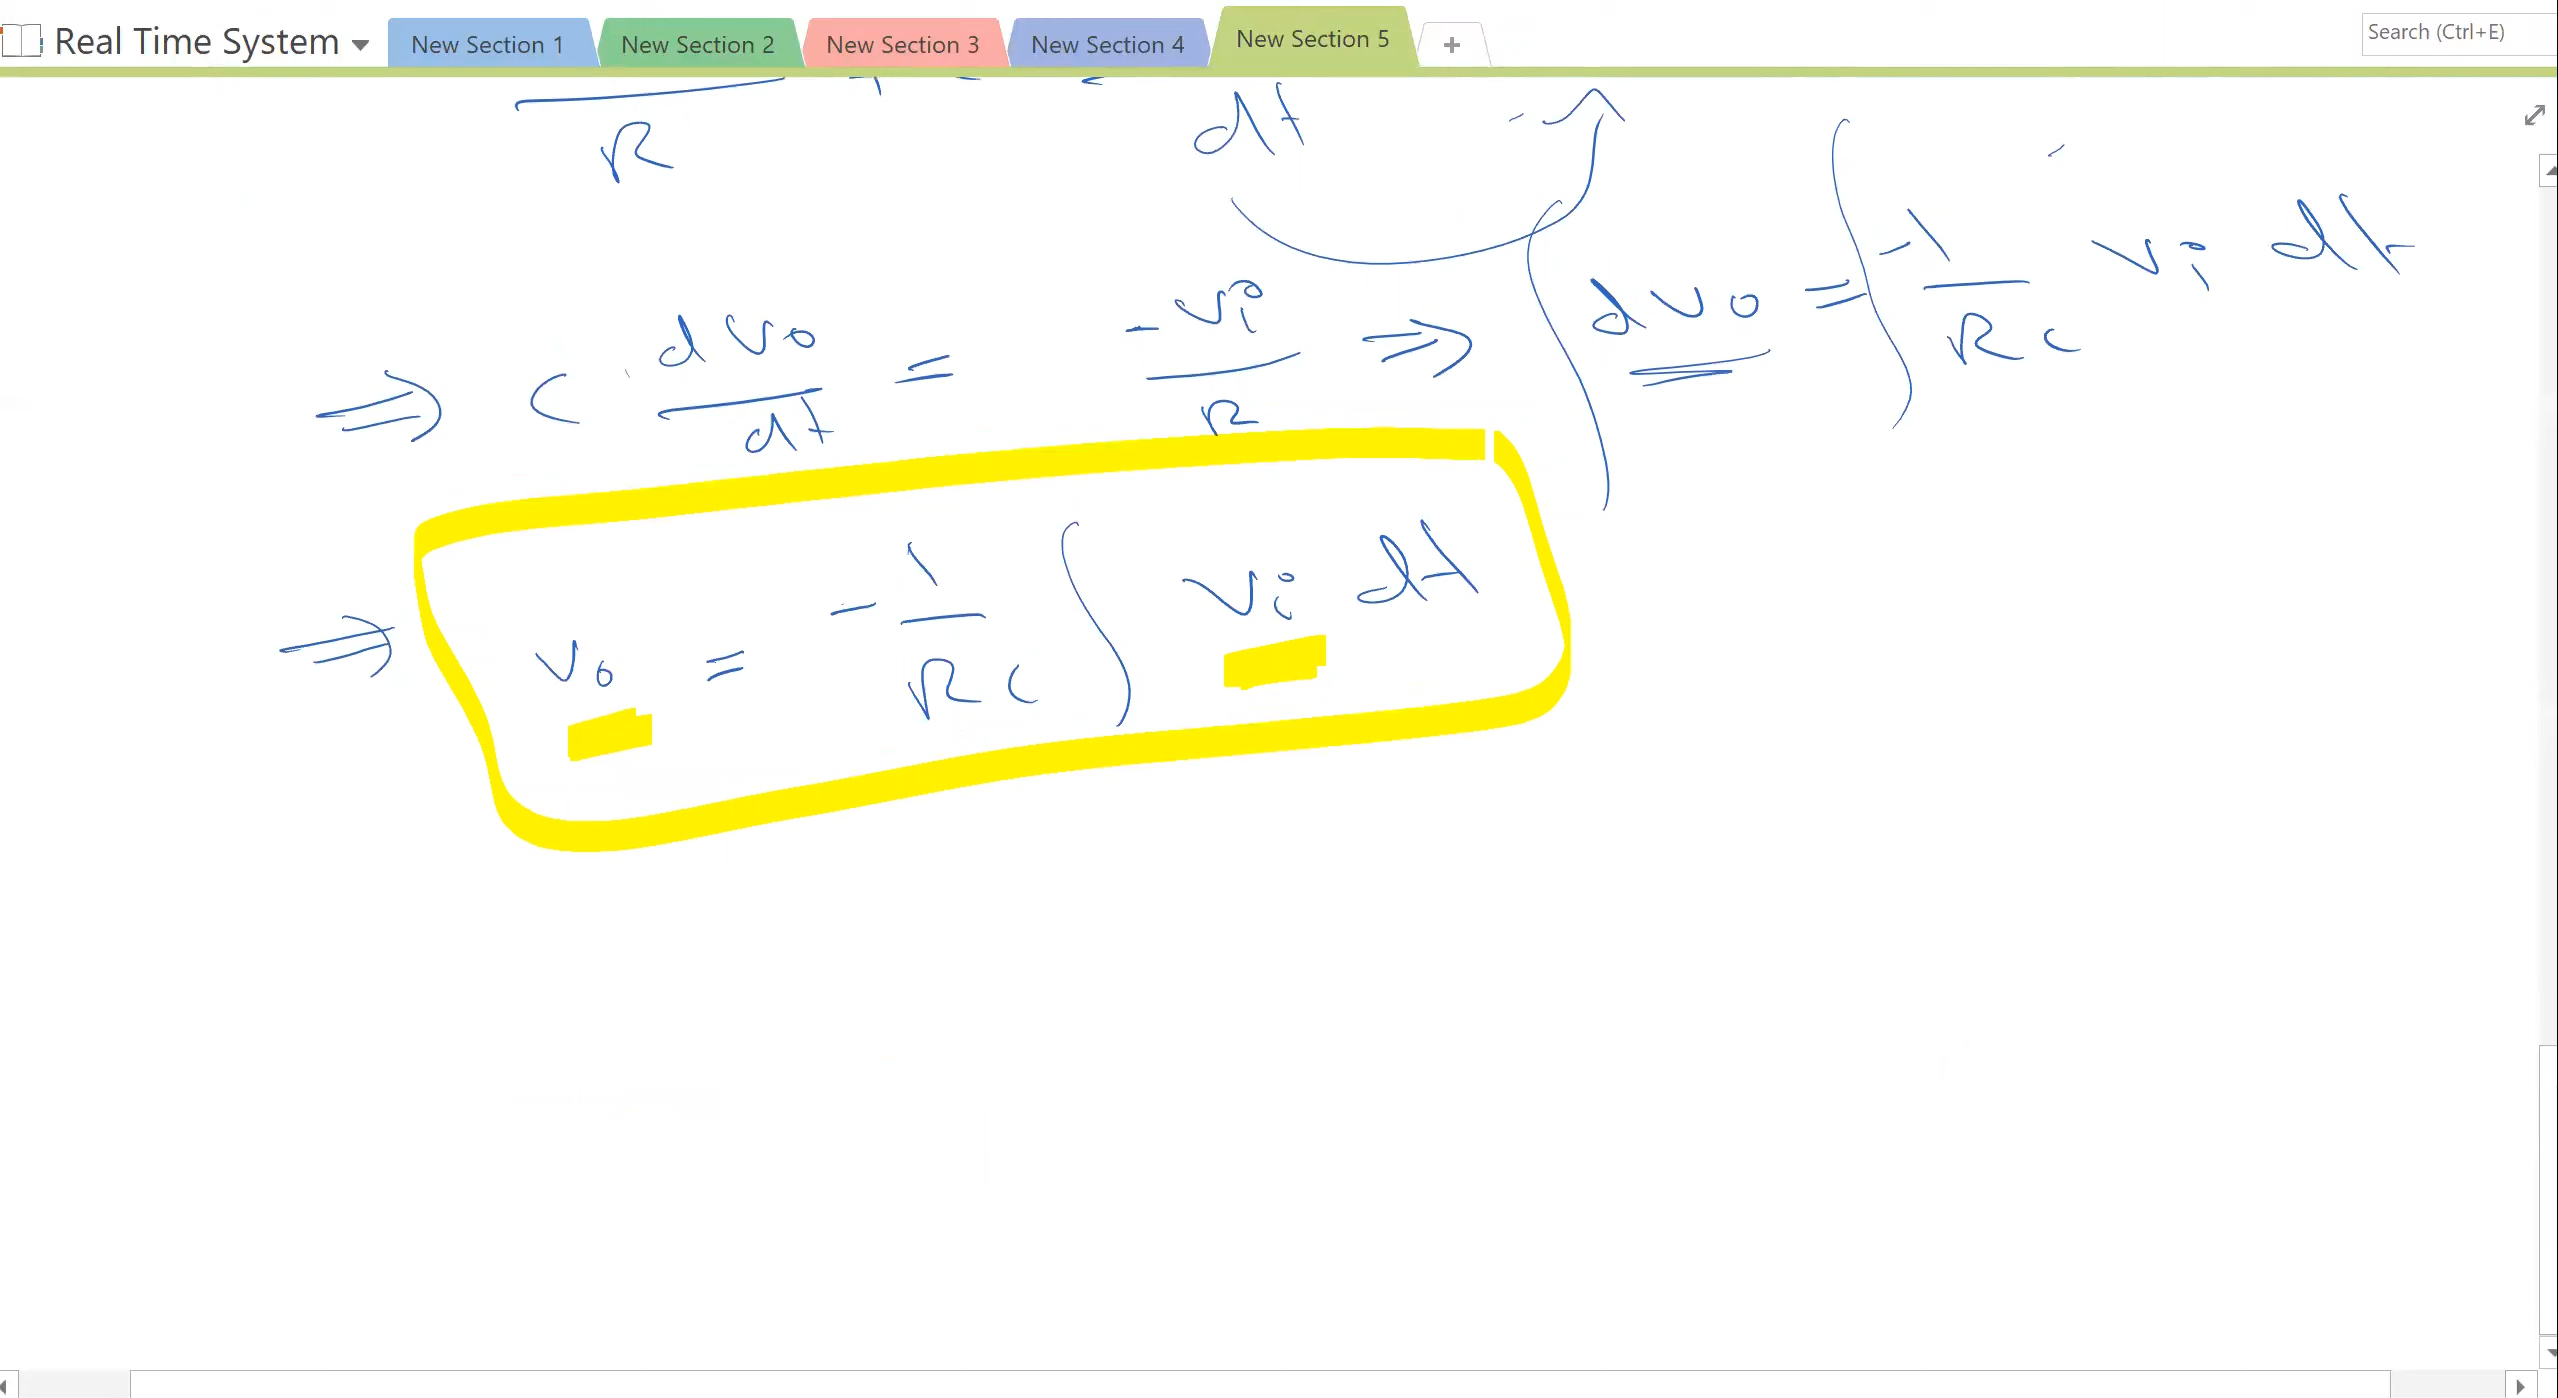 Real Time System
New Section 1
New Section 2
New Section 3
New Section 4
New Section 5
+
Search (Ctrl+E)
R
dt
⇒ C dvo/dt = -vi/R ⇒ ∫ dvo = ∫ -1/RC vi dt
⇒ vo = -1/RC ∫ vi dt